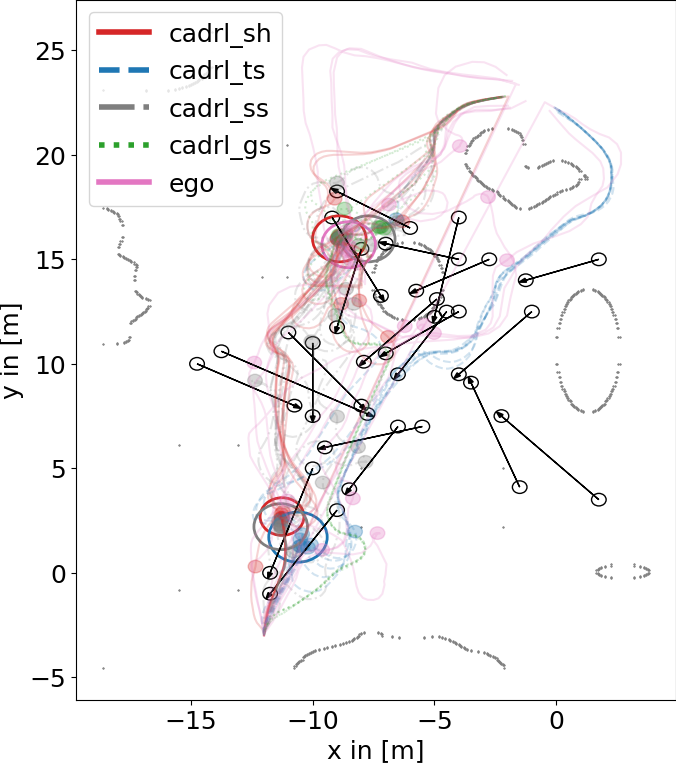 cadrl_sh
cadrl_ts
cadrl_ss
cadrl_gs
ego
25
20
15
10
5
0
−5
y in [m]
−15 −10 −5 0
x in [m]